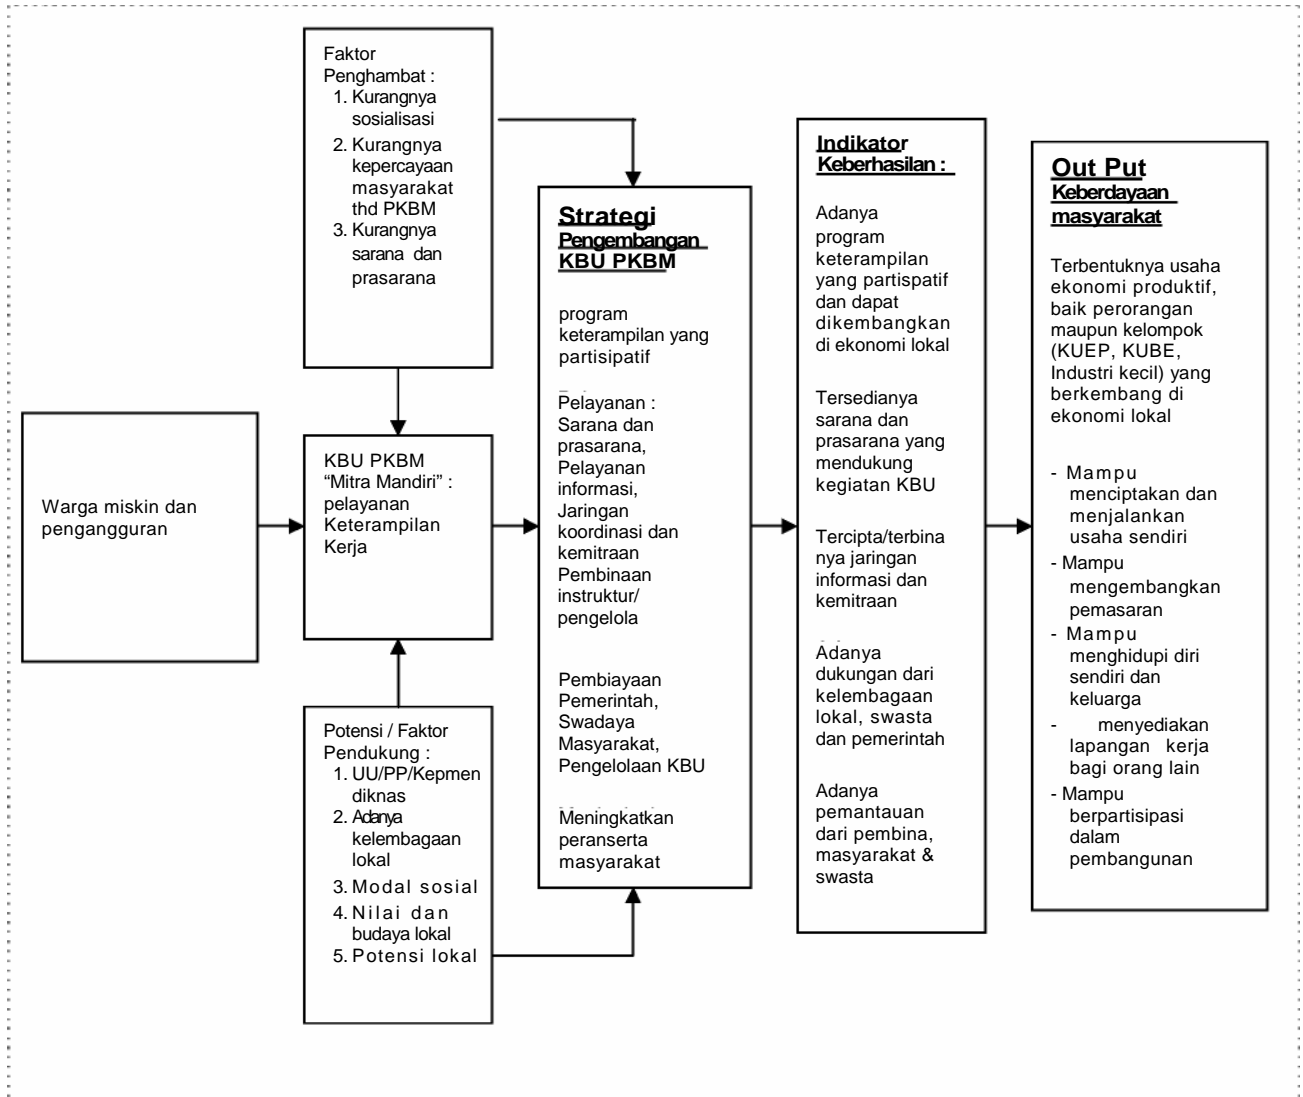 Faktor
Penghambat :
1. Kurangnya
sosialisasi
2. Kurangnya
kepercayaan
masyarakat
thd PKBM
3. Kurangnya
sarana dan
prasarana
Warga miskin dan
pengangguran
KBU PKBM
“Mitra Mandiri” :
pelayanan
Keterampilan
Kerja
Potensi / Faktor
Pendukung :
1. UU/PP/Kepmen
diknas
2. Adanya
kelembagaan
lokal
3. Modal sosial
4. Nilai dan
budaya lokal
5. Potensi lokal
Strategi
Pengembangan
KBU PKBM
program
keterampilan yang
partisipatif
Pelayanan :
Sarana dan
prasarana,
Pelayanan
informasi,
Jaringan
koordinasi dan
kemitraan
Pembinaan
instruktur/
pengelola
Pembiayaan
Pemerintah,
Swadaya
Masyarakat,
Pengelolaan KBU
Meningkatkan
peranserta
masyarakat
Indikator
Keberhasilan :
Adanya
program
keterampilan
yang partispatif
dan dapat
dikembangkan
di ekonomi lokal
Tersedianya
sarana dan
prasarana yang
mendukung
kegiatan KBU
Tercipta/terbina
nya jaringan
informasi dan
kemitraan
Adanya
dukungan dari
kelembagaan
lokal, swasta
dan pemerintah
Adanya
pemantauan
dari pembina,
masyarakat &
swasta
Out Put
Keberdayaan
masyarakat
Terbentuknya usaha
ekonomi produktif,
baik perorangan
maupun kelompok
(KUEP, KUBE,
Industri kecil) yang
berkembang di
ekonomi lokal
- Mampu
menciptakan dan
menjalankan
usaha sendiri
- Mampu
mengembangkan
pemasaran
- Mampu
menghidupi diri
sendiri dan
keluarga
- menyediakan
lapangan kerja
bagi orang lain
- Mampu
berpartisipasi
dalam
pembangunan